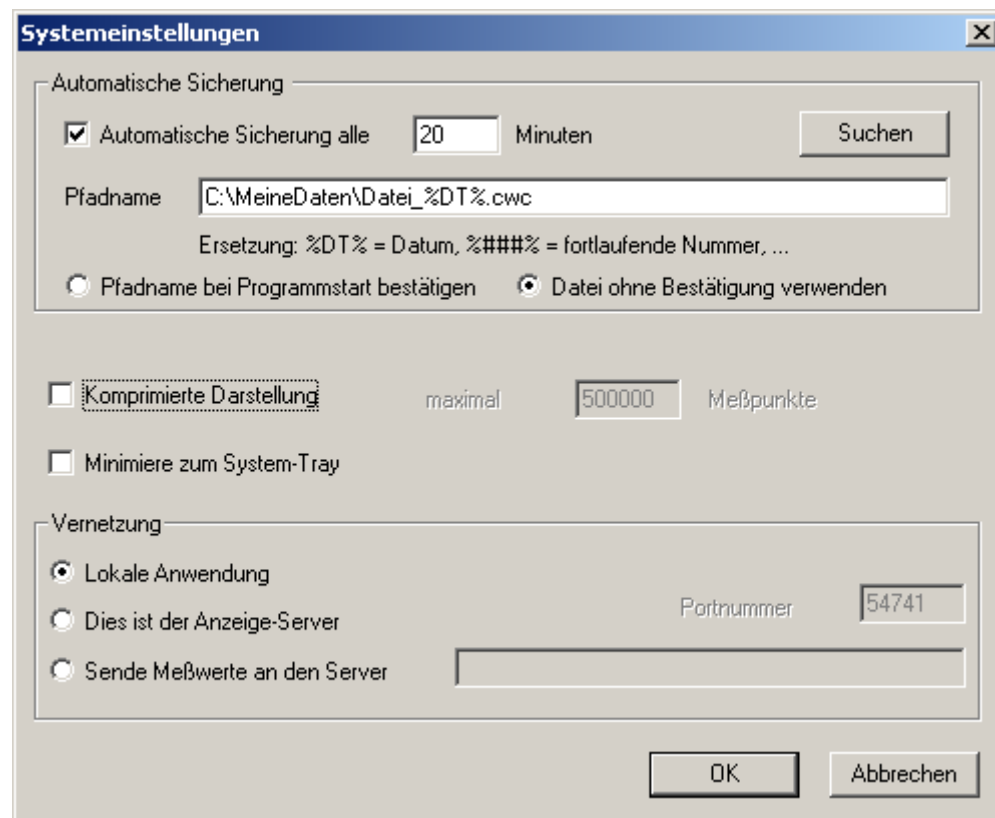 Systemeinstellungen
Automatische Sicherung
Automatische Sicherung alle 20 Minuten Suchen
Pfadname C:\MeineDaten\Datei_%DT%.cwc
Ersetzung: %DT% = Datum, %###% = fortlaufende Nummer, ...
Pfadname bei Programmstart bestätigen Datei ohne Bestätigung verwenden
Komprimierte Darstellung maximal 500000 Meßpunkte
Minimiere zum System-Tray
Vernetzung
Lokale Anwendung
Dies ist der Anzeige-Server Portnummer 54741
Sende Meßwerte an den Server
OK Abbrechen